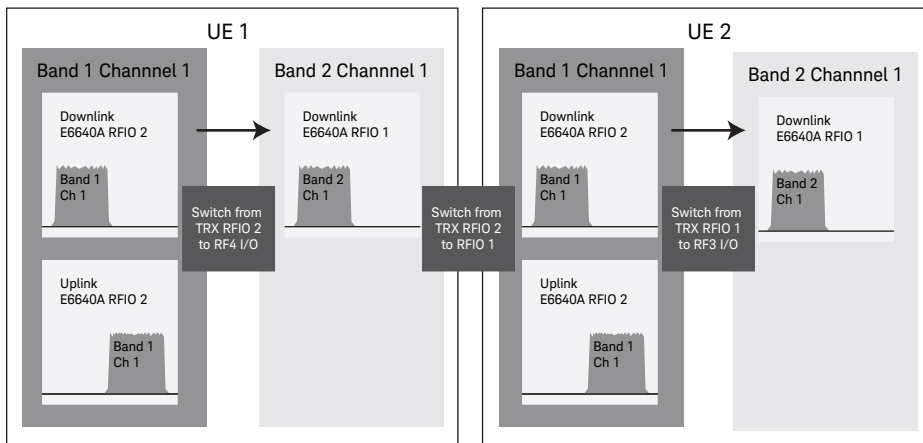 UE 1
Band 1 Channnel 1
Downlink
E6640A RFIO 2
Band 1
Ch 1
Uplink
E6640A RFIO 2
Band 1
Ch 1
Switch from
TRX RFIO 2
to RF4 I/O
Band 2 Channnel 1
Downlink
E6640A RFIO 1
Band 2
Ch 1
Switch from
TRX RFIO 2
to RFIO 1
UE 2
Band 1 Channnel 1
Downlink
E6640A RFIO 2
Band 1
Ch 1
Uplink
E6640A RFIO 2
Band 1
Ch 1
Switch from
TRX RFIO 1
to RF3 I/O
Band 2 Channnel 1
Downlink
E6640A RFIO 1
Band 2
Ch 1